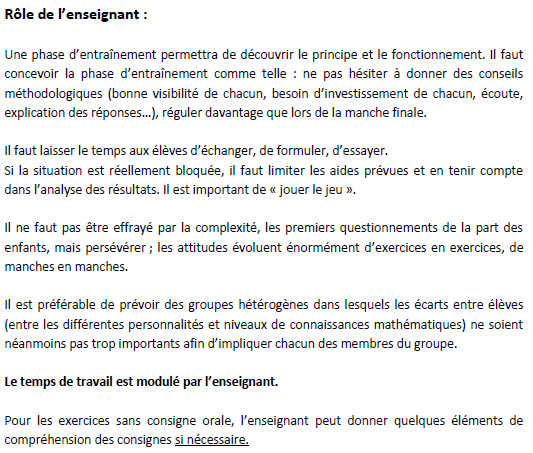 Rôle de l’enseignant :
Une phase d’entraînement permettra de découvrir le principe et le fonctionnement. Il faut
concevoir la phase d’entraînement comme telle : ne pas hésiter à donner des conseils
méthodologiques (bonne visibilité de chacun, besoin d’investissement de chacun, écoute,
explication des réponses…), réguler davantage que lors de la manche finale.
Il faut laisser le temps aux élèves d’échanger, de formuler, d’essayer.
Si la situation est réellement bloquée, il faut limiter les aides prévues et en tenir compte
dans l’analyse des résultats. Il est important de « jouer le jeu ».
Il ne faut pas être effrayé par la complexité, les premiers questionnements de la part des
enfants, mais persévérer ; les attitudes évoluent énormément d’exercices en exercices, de
manches en manches.
Il est préférable de prévoir des groupes hétérogènes dans lesquels les écarts entre élèves
(entre les différentes personnalités et niveaux de connaissances mathématiques) ne soient
néanmoins pas trop importants afin d’impliquer chacun des membres du groupe.
Le temps de travail est modulé par l’enseignant.
Pour les exercices sans consigne orale, l’enseignant peut donner quelques éléments de
compréhension des consignes si nécessaire.